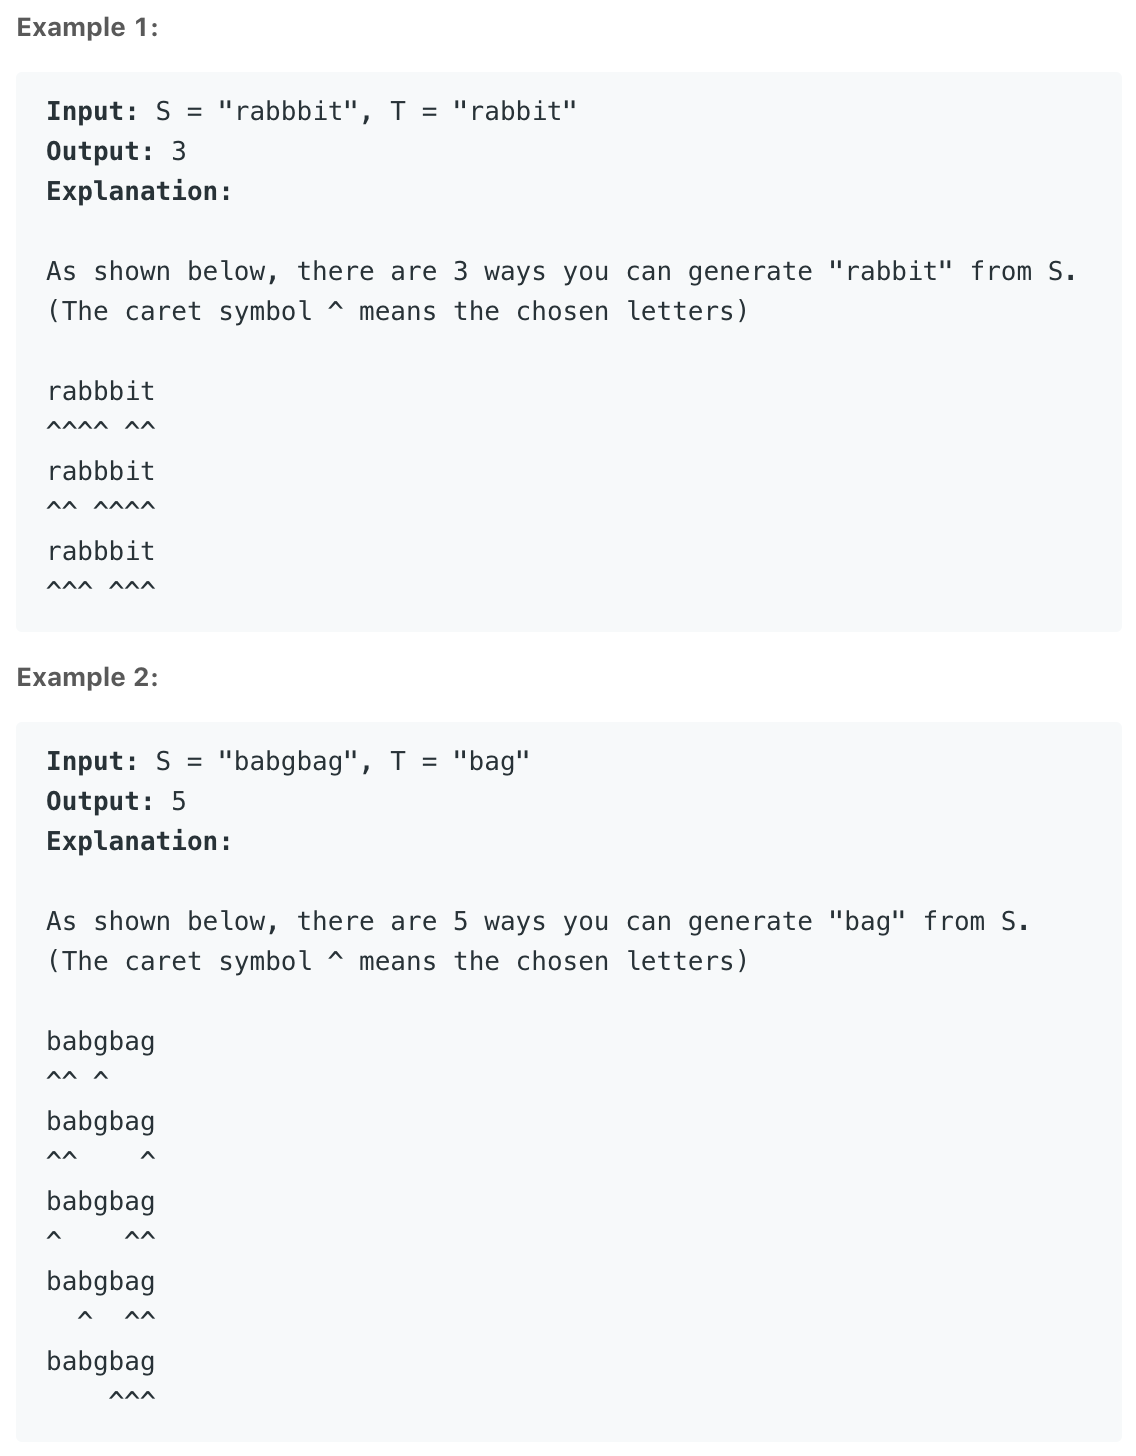 Example 1:
Input: S = "rabbbit", T = "rabbit"
Output: 3
Explanation:
As shown below, there are 3 ways you can generate "rabbit" from S.
(The caret symbol ^ means the chosen letters)
rabbbit
^^^^ ^^
rabbbit
^^ ^^^^
rabbbit
^^^ ^^^
Example 2:
Input: S = "babgbag", T = "bag"
Output: 5
Explanation:
As shown below, there are 5 ways you can generate "bag" from S.
(The caret symbol ^ means the chosen letters)
babgbag
^^ ^
babgbag
^^    ^
babgbag
^    ^^
babgbag
  ^  ^^
babgbag
    ^^^